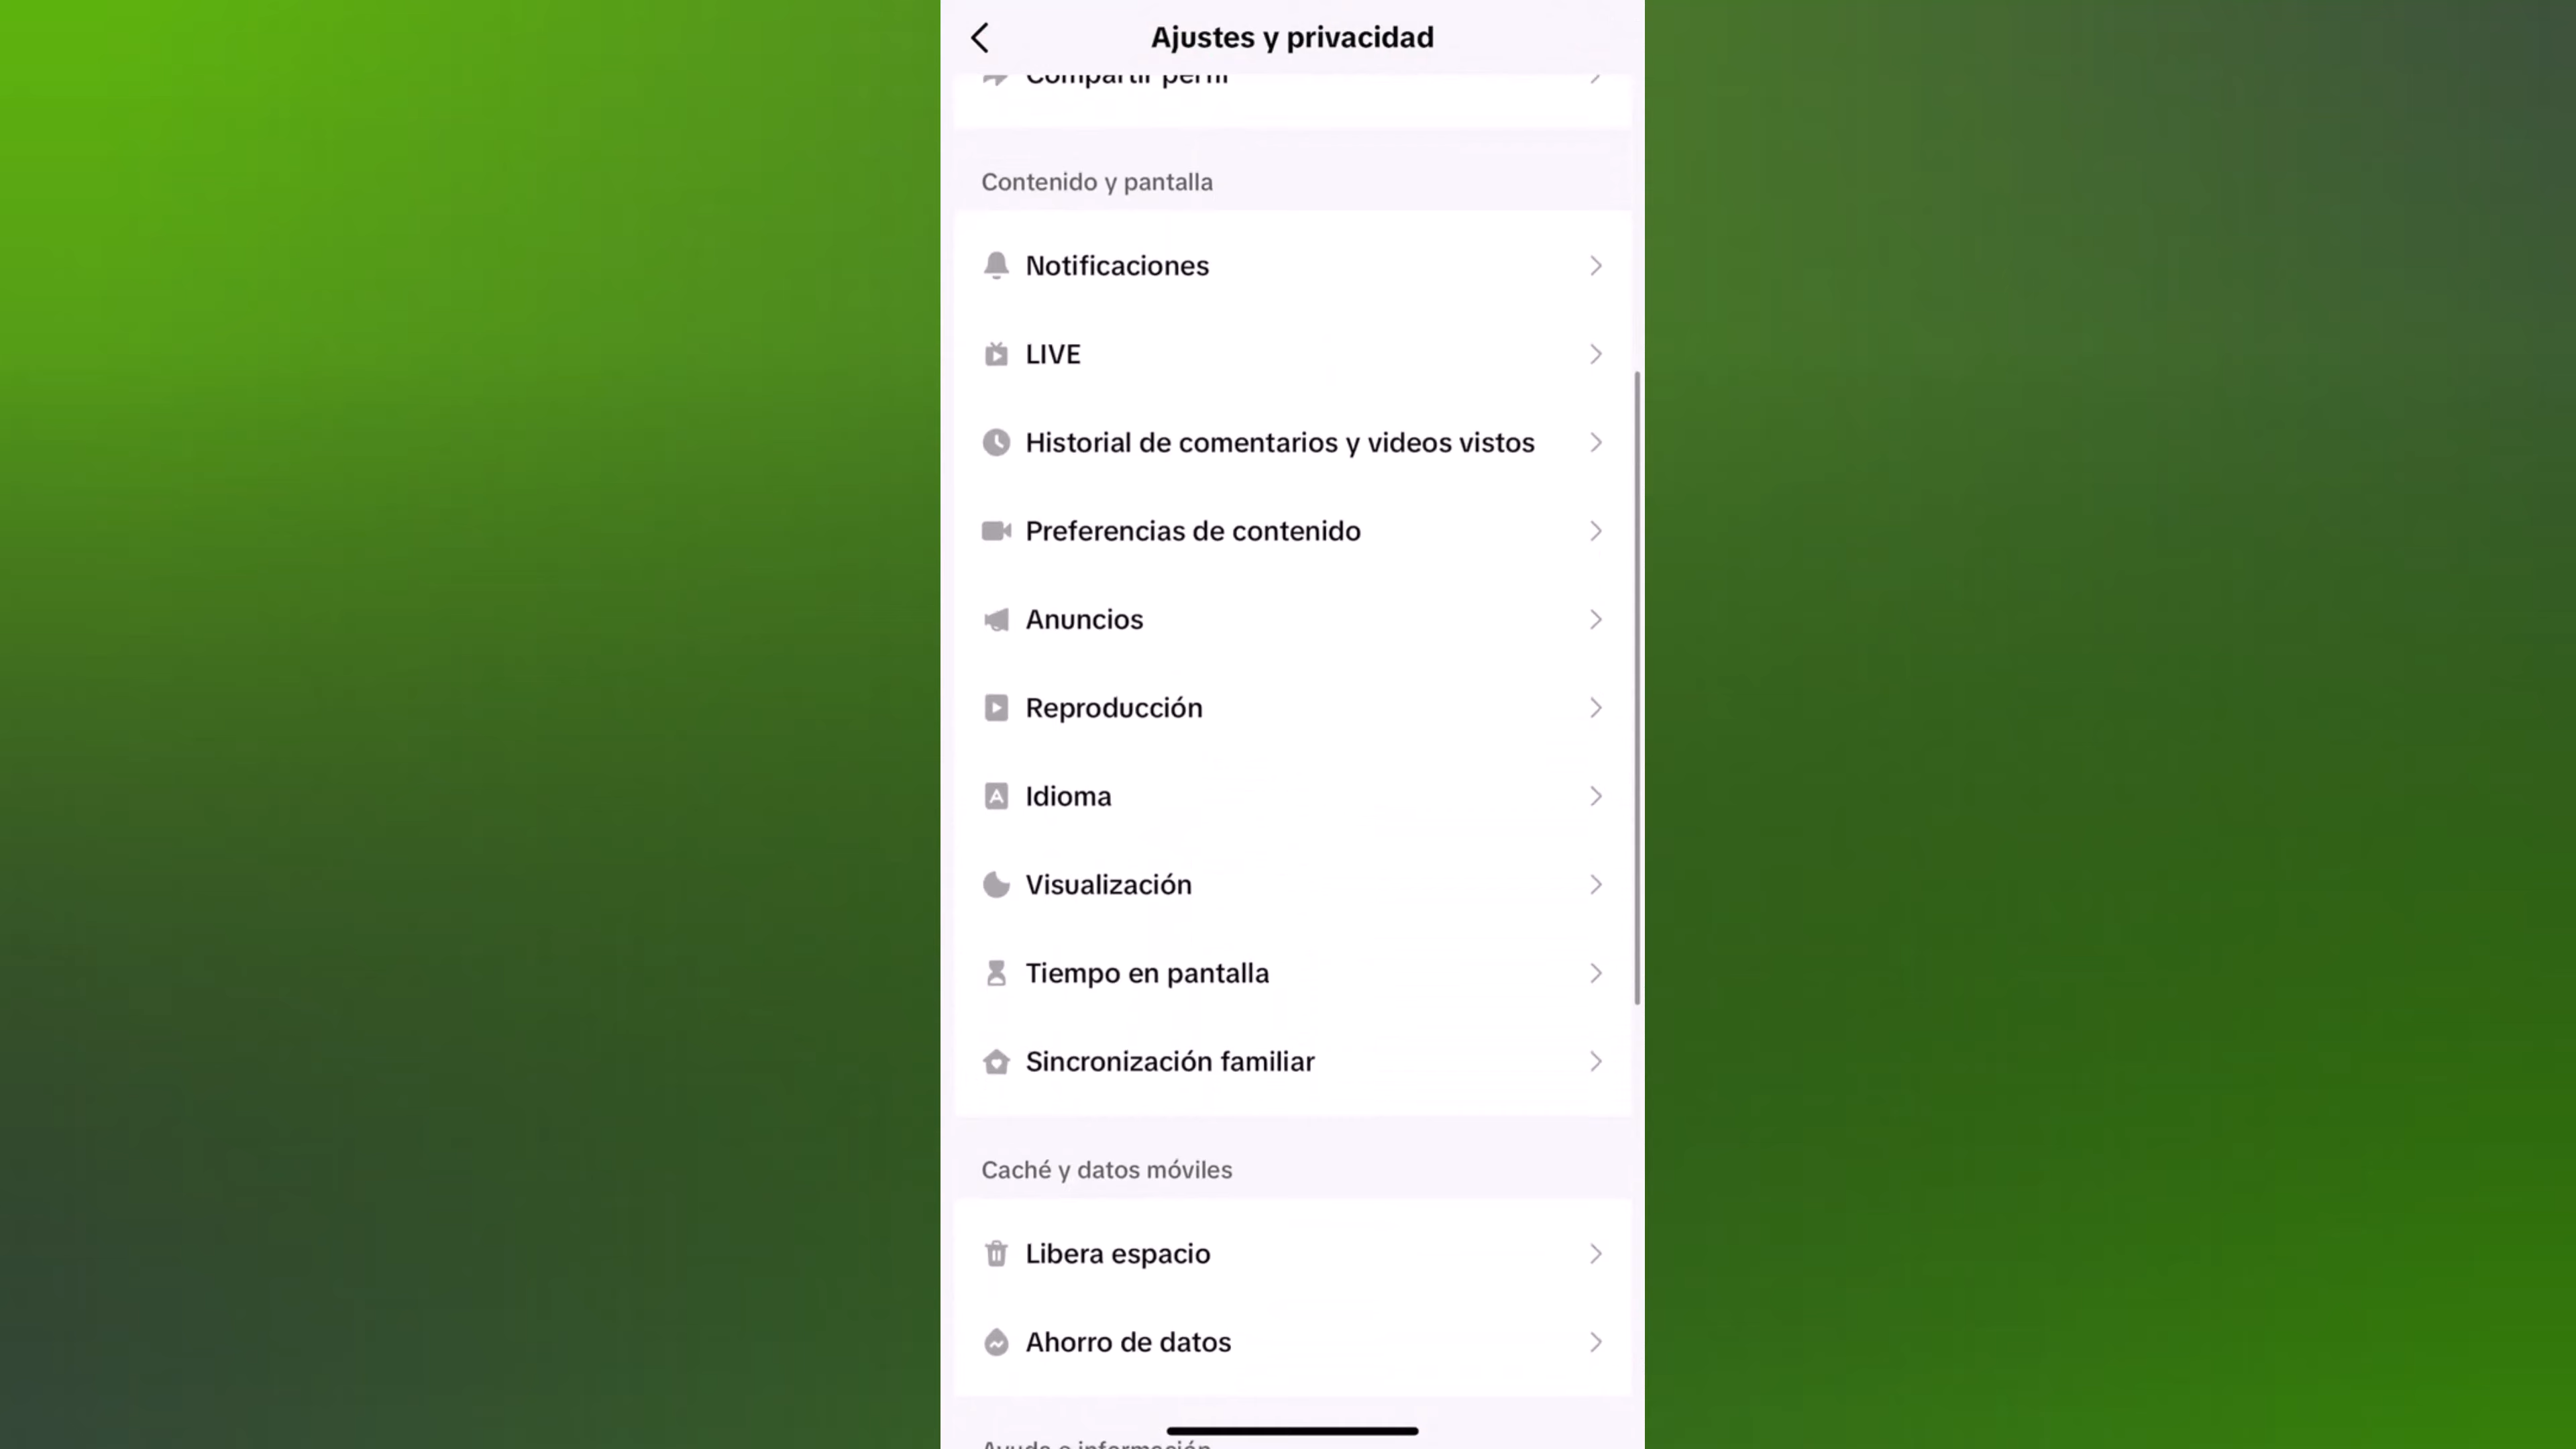 Ajustes y privacidad
Compartir perfil
Contenido y pantalla
Notificaciones
LIVE
Historial de comentarios y videos vistos
Preferencias de contenido
Anuncios
Reproducción
Idioma
Visualización
Tiempo en pantalla
Sincronización familiar
Caché y datos móviles
Libera espacio
Ahorro de datos
Ayuda e información